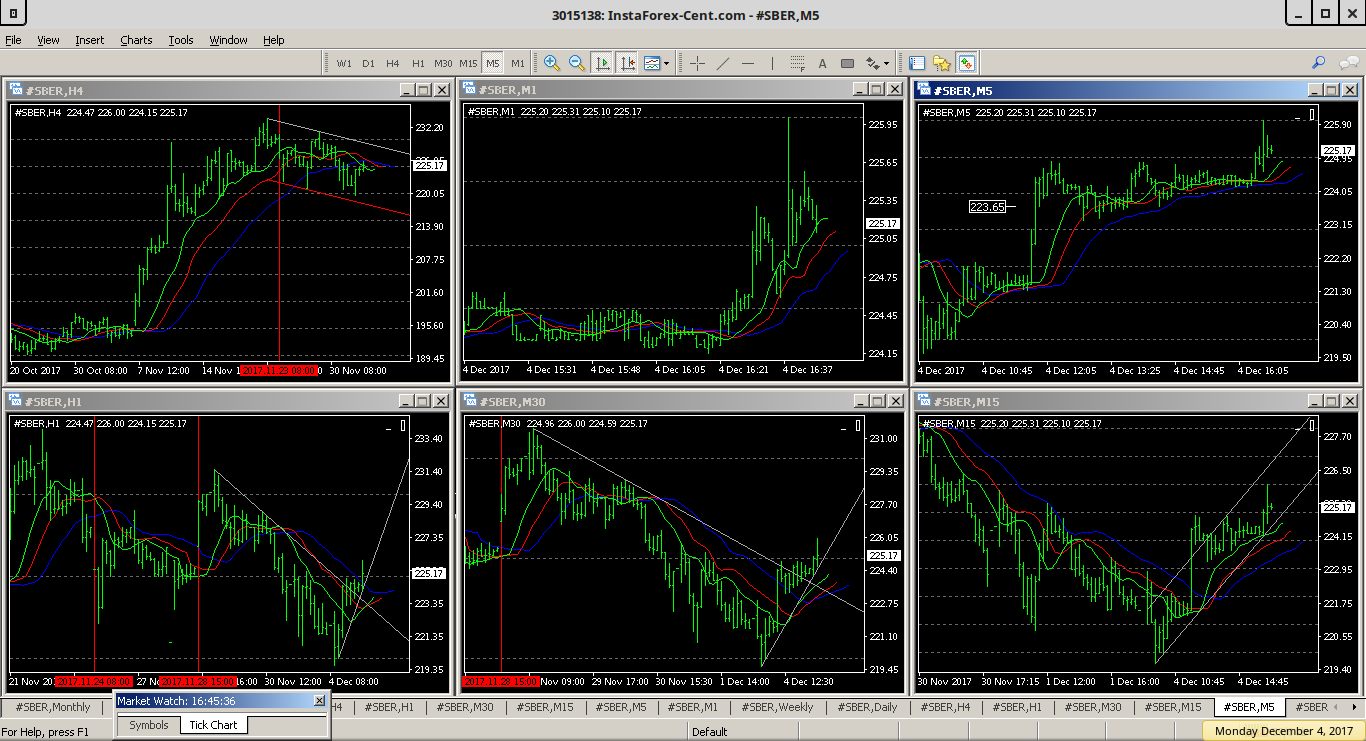 3015138: InstaForex-Cent.com - #SBER,M5
File View Insert Charts Tools Window Help
W1 D1 H4 H1 M30 M15 M5 M1
A
#SBER,H4
#SBER,H4 224.47 226.00 224.15 225.17
232.20
225.17
220.05
213.90
207.75
201.60
195.60
189.45
20 Oct 2017 30 Oct 08:00 7 Nov 12:00 14 Nov 2017.11.23 08:00 30 Nov 08:00
#SBER,M1
#SBER,M1 225.20 225.31 225.10 225.17
225.95
225.65
225.35
225.17
225.05
224.75
224.45
224.15
4 Dec 2017 4 Dec 15:31 4 Dec 15:48 4 Dec 16:05 4 Dec 16:21 4 Dec 16:37
#SBER,M5
#SBER,M5 225.20 225.31 225.10 225.17
225.90
225.17
224.95
224.05
223.65
223.15
222.20
221.30
220.40
219.50
4 Dec 2017 4 Dec 10:45 4 Dec 12:05 4 Dec 13:25 4 Dec 14:45 4 Dec 16:05
#SBER,H1
#SBER,H1 224.47 226.00 224.15 225.17
233.40
231.40
229.40
227.35
225.17
223.35
221.35
219.35
21 Nov 2017.11.24 08:00 27 2017.11.28 15:00 16:00 30 Nov 12:00 4 Dec 08:00
#SBER,M30
#SBER,M30 224.96 226.00 224.59 225.17
231.00
229.35
227.70
226.05
225.17
224.40
222.75
221.10
219.45
2017.11.28 15:00 Nov 09:00 29 Nov 17:00 30 Nov 15:30 1 Dec 14:00 4 Dec 12:30
#SBER,M15
#SBER,M15 225.20 225.31 225.10 225.17
227.70
226.50
225.17
224.15
222.95
221.75
220.55
219.40
30 Nov 2017 30 Nov 17:15 1 Dec 12:00 1 Dec 16:00 4 Dec 10:45 4 Dec 14:45
#SBER,Monthly H4 #SBER,H1 #SBER,M30 #SBER,M15 #SBER,M5 #SBER,M1 #SBER,Weekly #SBER,Daily #SBER,H4 #SBER,H1 #SBER,M30 #SBER,M15 #SBER,M5 #SBER
Market Watch: 16:45:36
Symbols Tick Chart
For Help, press F1
Default
Monday December 4, 2017